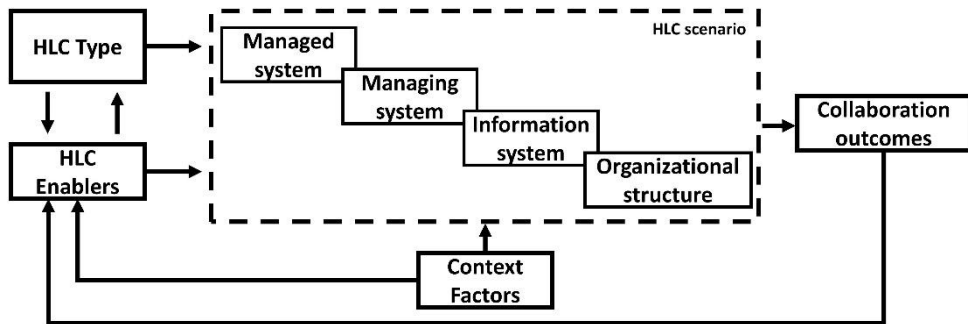 HLC Type
HLC
Enablers
HLC scenario
Managed
system
Managing
system
Information
system
Organizational
structure
Collaboration
outcomes
Context
Factors